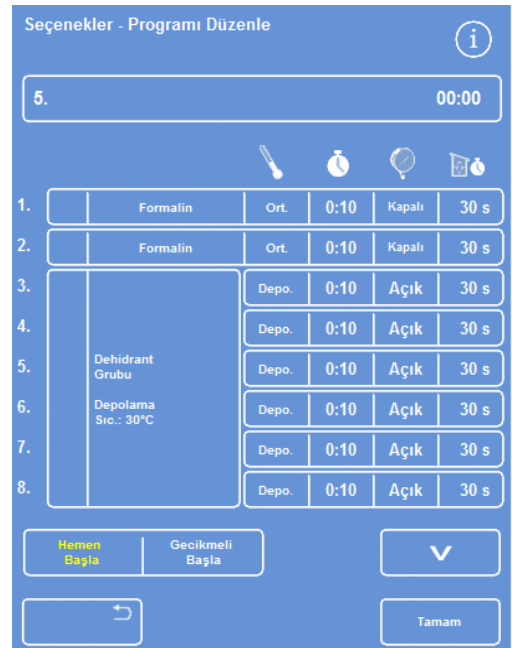 Seçenekler - Programı Düzenle
i
5. 00:00
1. Formalin Ort. 0:10 Kapalı 30 s
2. Formalin Ort. 0:10 Kapalı 30 s
3. Depo. 0:10 Açık 30 s
4. Depo. 0:10 Açık 30 s
Dehidrant
5. Depo. 0:10 Açık 30 s
Grubu
Depolama
6. Depo. 0:10 Açık 30 s
Sıc.: 30°C
7. Depo. 0:10 Açık 30 s
8. Depo. 0:10 Açık 30 s
Hemen Gecikmeli
Başla Başla
Tamam